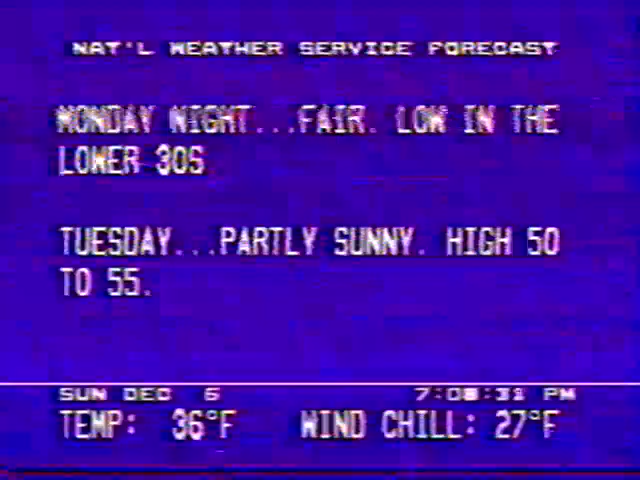 NAT'L WEATHER SERVICE FORECAST
MONDAY NIGHT...FAIR. LOW IN THE
LOWER 30S
TUESDAY...PARTLY SUNNY. HIGH 50
TO 55.
SUN DEC 6 7:08:31 PM
TEMP: 36°F WIND CHILL: 27°F